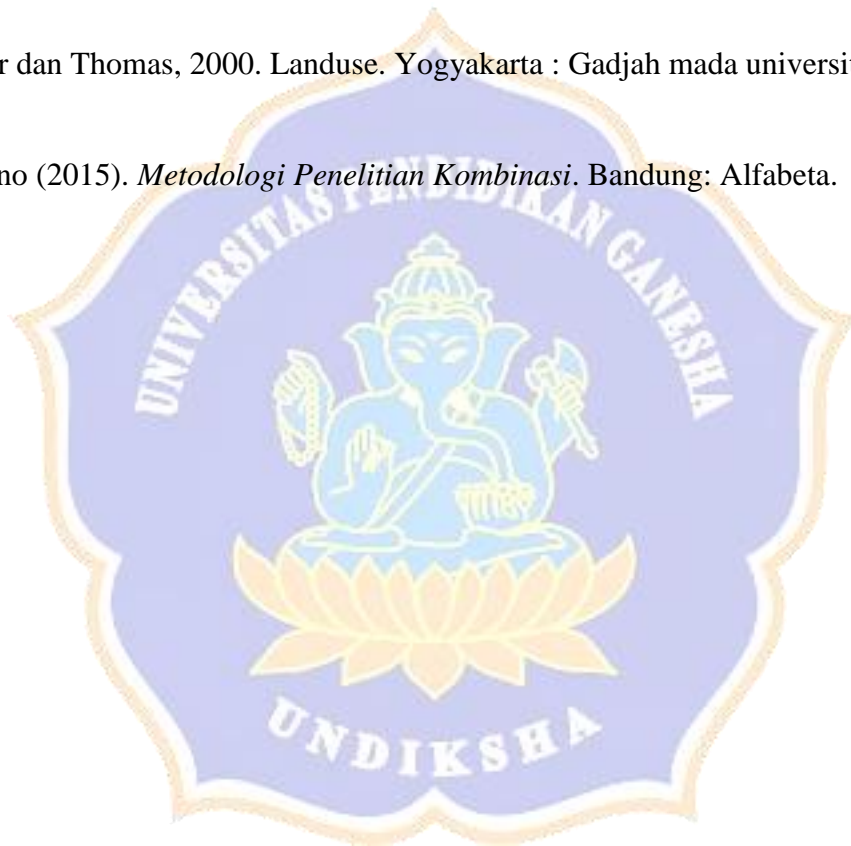 r dan Thomas, 2000. Landuse. Yogyakarta : Gadjah mada universit
no (2015). Metodologi Penelitian Kombinasi. Bandung: Alfabeta.
UNIVERSITAS PENDIDIKAN GANESHA
UNDIKSHA